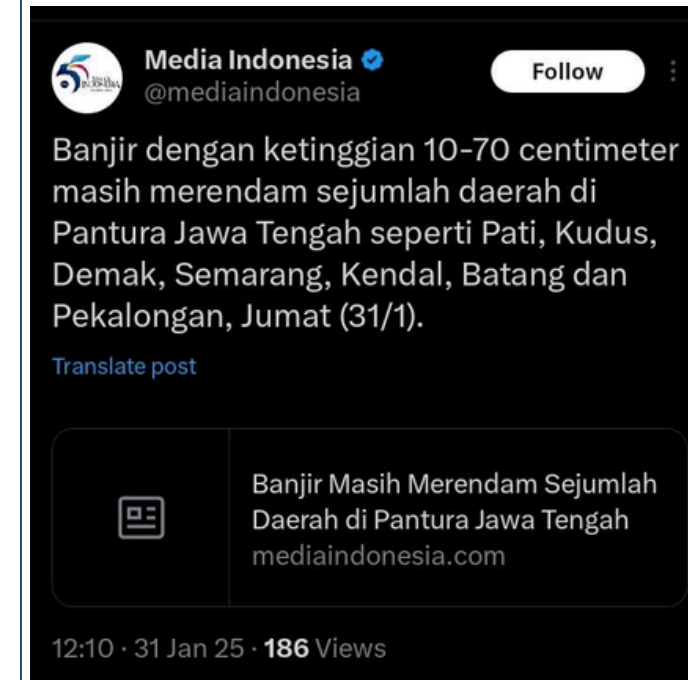 Media Indonesia
Follow
@mediaindonesia
Banjir dengan ketinggian 10-70 centimeter
masih merendam sejumlah daerah di
Pantura Jawa Tengah seperti Pati, Kudus,
Demak, Semarang, Kendal, Batang dan
Pekalongan, Jumat (31/1).
Translate post
Banjir Masih Merendam Sejumlah
Daerah di Pantura Jawa Tengah
mediaindonesia.com
12:10 · 31 Jan 25 · 186 Views